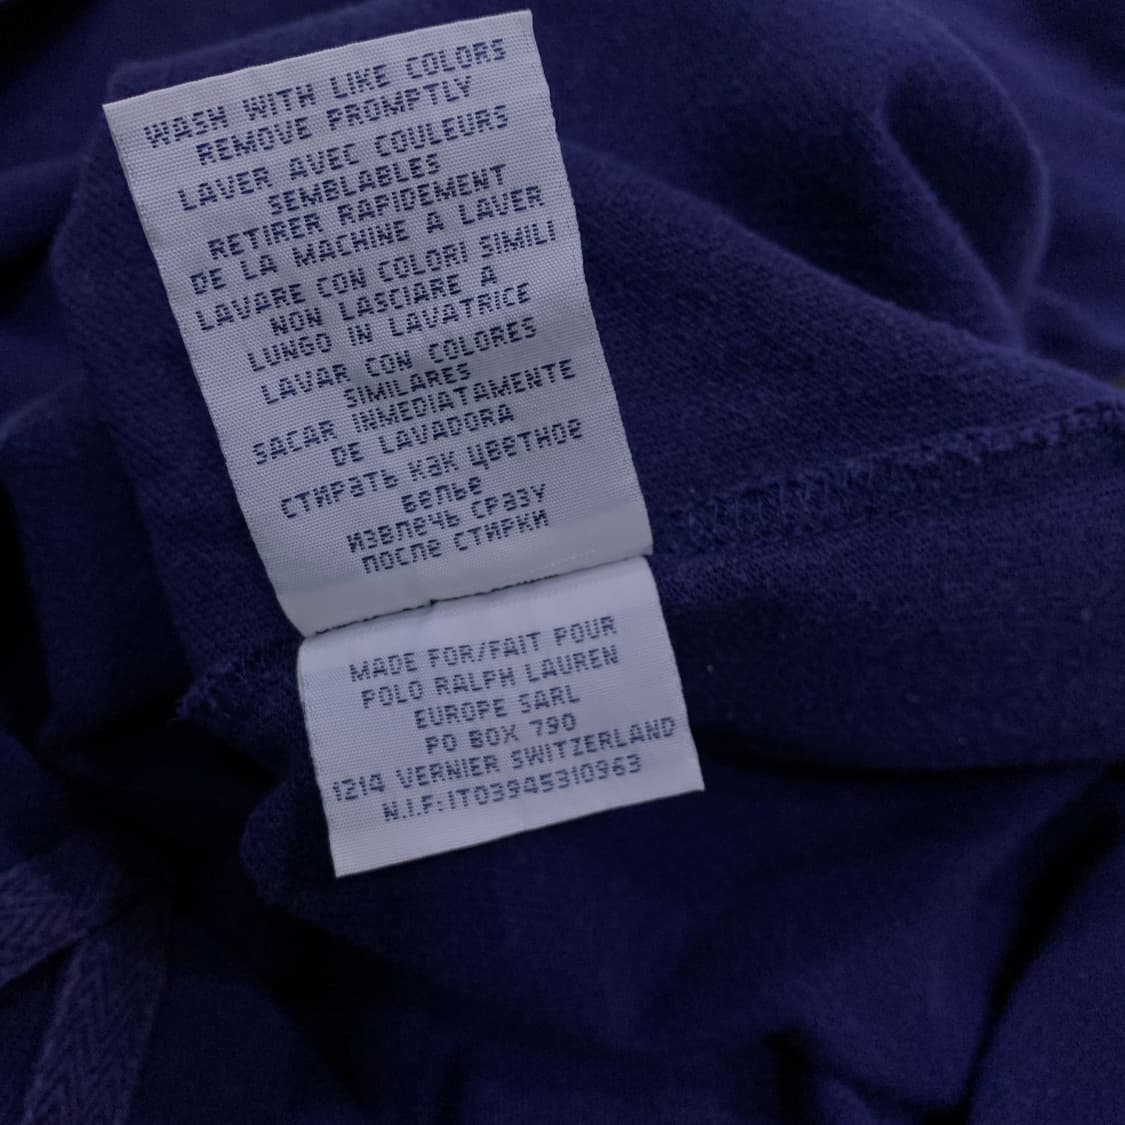 WASH WITH LIKE COLORS
REMOVE PROMPTLY
LAVER AVEC COULEURS
SEMBLABLES
RETIRER RAPIDEMENT
DE LA MACHINE À LAVER
LAVARE CON COLORI SIMILI
NON LASCIARE A
LUNGO IN LAVATRICE
LAVAR CON COLORES
SIMILARES
SACAR INMEDIATAMENTE
DE LAVADORA
СТИРАТЬ КАК ЦВЕТНОЕ
БЕЛЬЕ
ИЗВЛЕЧЬ СРАЗУ
ПОСЛЕ СТИРКИ
MADE FOR/FAIT POUR
POLO RALPH LAUREN
EUROPE SARL
PO BOX 790
1214 VERNIER SWITZERLAND
N.I.F:IT03945310963